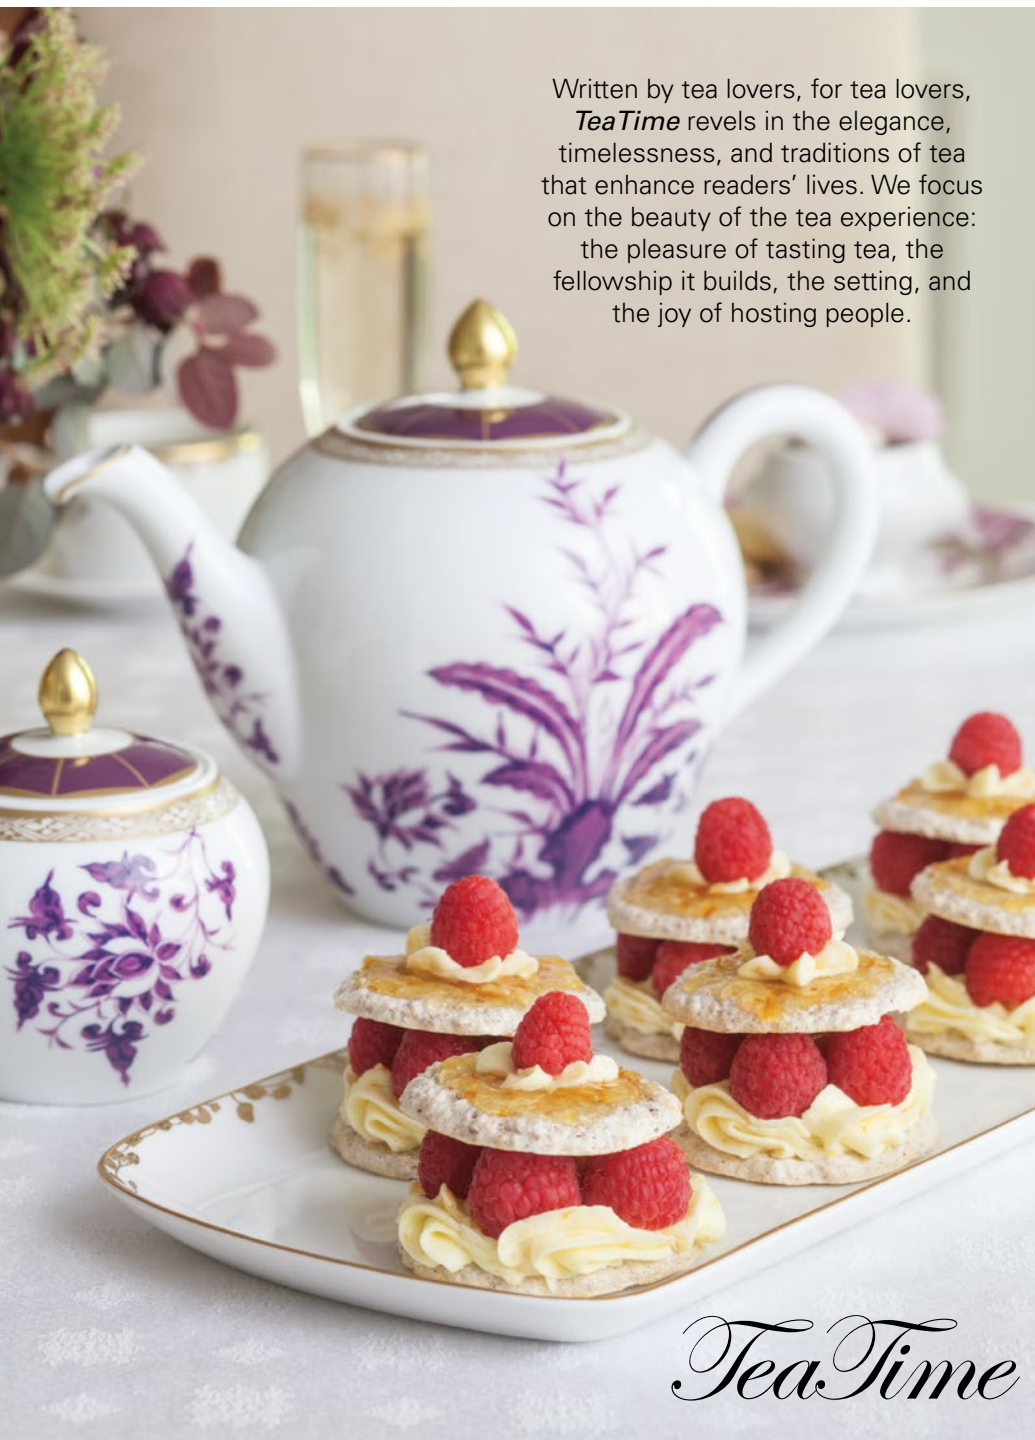 Written by tea lovers, for tea lovers,
TeaTime revels in the elegance,
timelessness, and traditions of tea
that enhance readers’ lives. We focus
on the beauty of the tea experience:
the pleasure of tasting tea, the
fellowship it builds, the setting, and
the joy of hosting people.
TeaTime